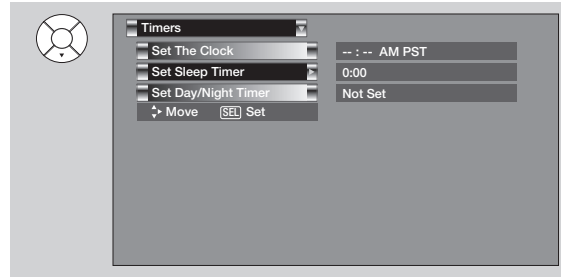 Timers
Set The Clock -- : -- AM PST
Set Sleep Timer 0:00
Set Day/Night Timer Not Set
Move SEL Set